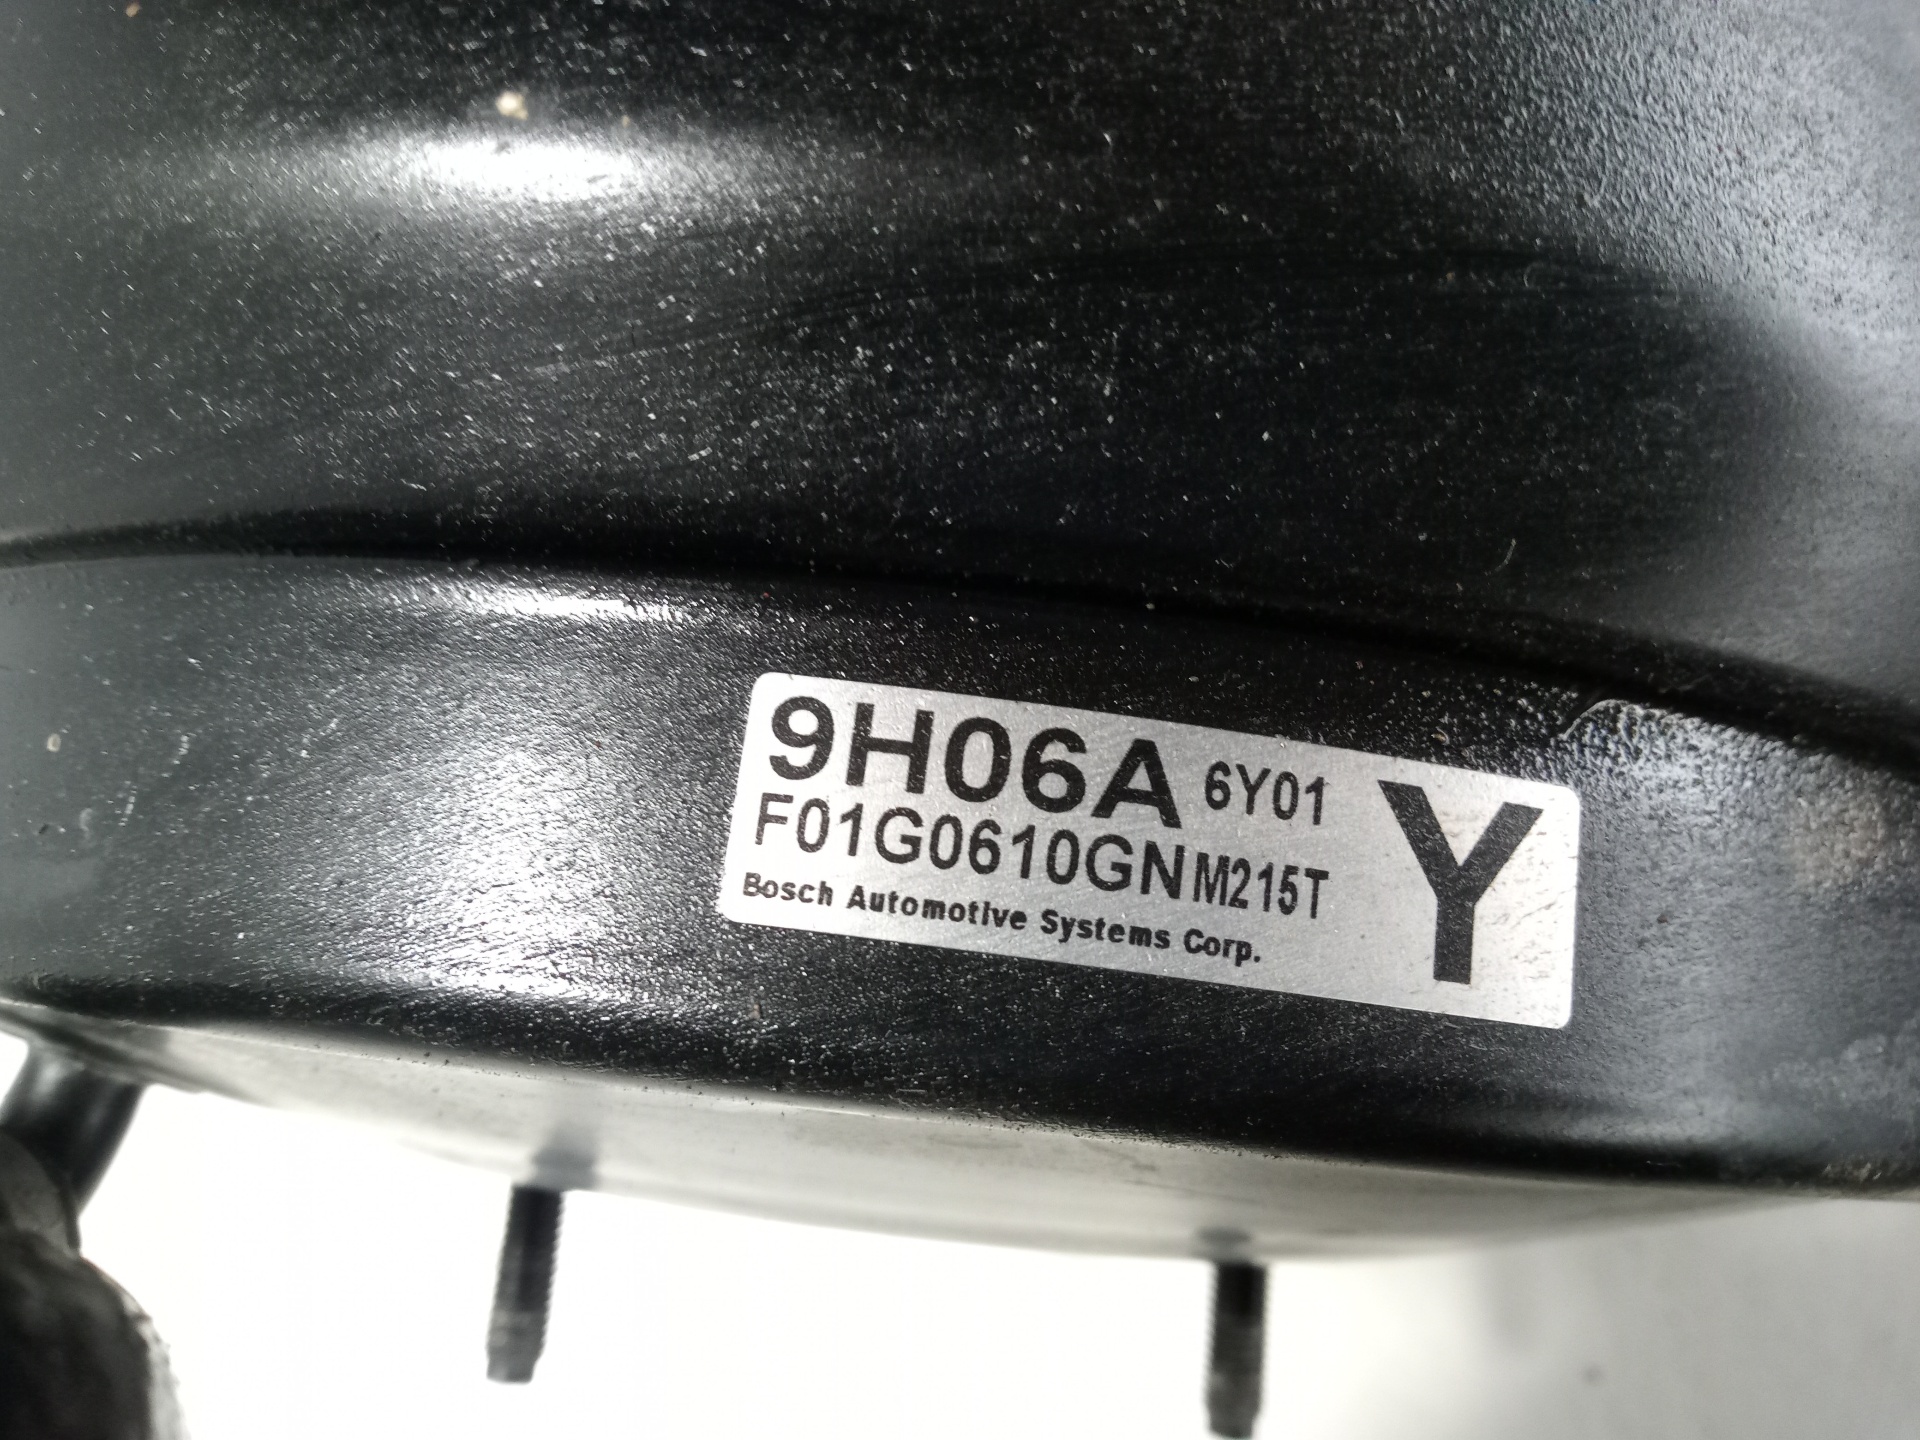 9H06A 6Y01 Y
F01G0610GN M215T
Bosch Automotive Systems Corp.